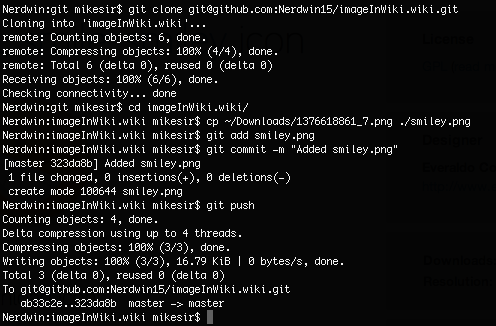 Nerdwin:git mikesir$ git clone git@github.com:Nerdwin15/imageInWiki.wiki.git
Cloning into 'imageInWiki.wiki'...
remote: Counting objects: 6, done.
remote: Compressing objects: 100% (4/4), done.
remote: Total 6 (delta 0), reused 0 (delta 0)
Receiving objects: 100% (6/6), done.
Checking connectivity... done
Nerdwin:git mikesir$ cd imageInWiki.wiki/
Nerdwin:imageInWiki.wiki mikesir$ cp ~/Downloads/1376618861_7.png ./smiley.png
Nerdwin:imageInWiki.wiki mikesir$ git add smiley.png
Nerdwin:imageInWiki.wiki mikesir$ git commit -m "Added smiley.png"
[master 323da8b] Added smiley.png
1 file changed, 0 insertions(+), 0 deletions(-)
create mode 100644 smiley.png
Nerdwin:imageInWiki.wiki mikesir$ git push
Counting objects: 4, done.
Delta compression using up to 4 threads.
Compressing objects: 100% (3/3), done.
Writing objects: 100% (3/3), 16.79 KiB | 0 bytes/s, done.
Total 3 (delta 0), reused 0 (delta 0)
To git@github.com:Nerdwin15/imageInWiki.wiki.git
ab33c2e..323da8b  master -> master
Nerdwin:imageInWiki.wiki mikesir$